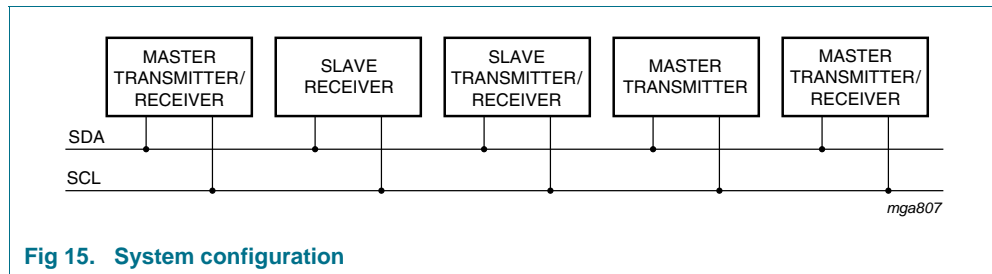 MASTER
TRANSMITTER/
RECEIVER
SLAVE
RECEIVER
SLAVE
TRANSMITTER/
RECEIVER
MASTER
TRANSMITTER
MASTER
TRANSMITTER/
RECEIVER
SDA
SCL
mga807
Fig 15. System configuration